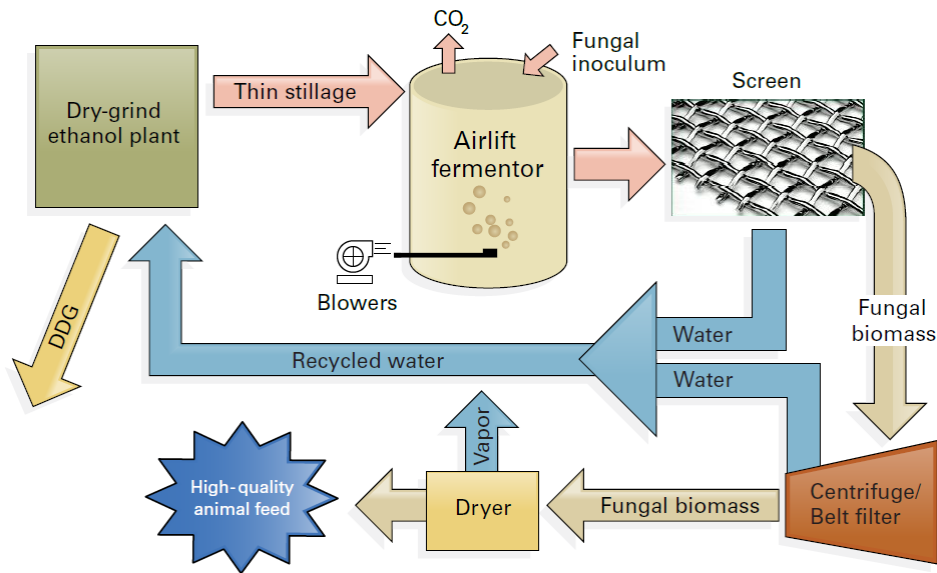 CO2
Fungal
inoculum
Screen
Dry-grind
ethanol plant
Thin stillage
Airlift
fermentor
Blowers
DDG
Fungal
biomass
Water
Recycled water
Water
Vapor
High-quality
animal feed
Dryer
Fungal biomass
Centrifuge/
Belt filter